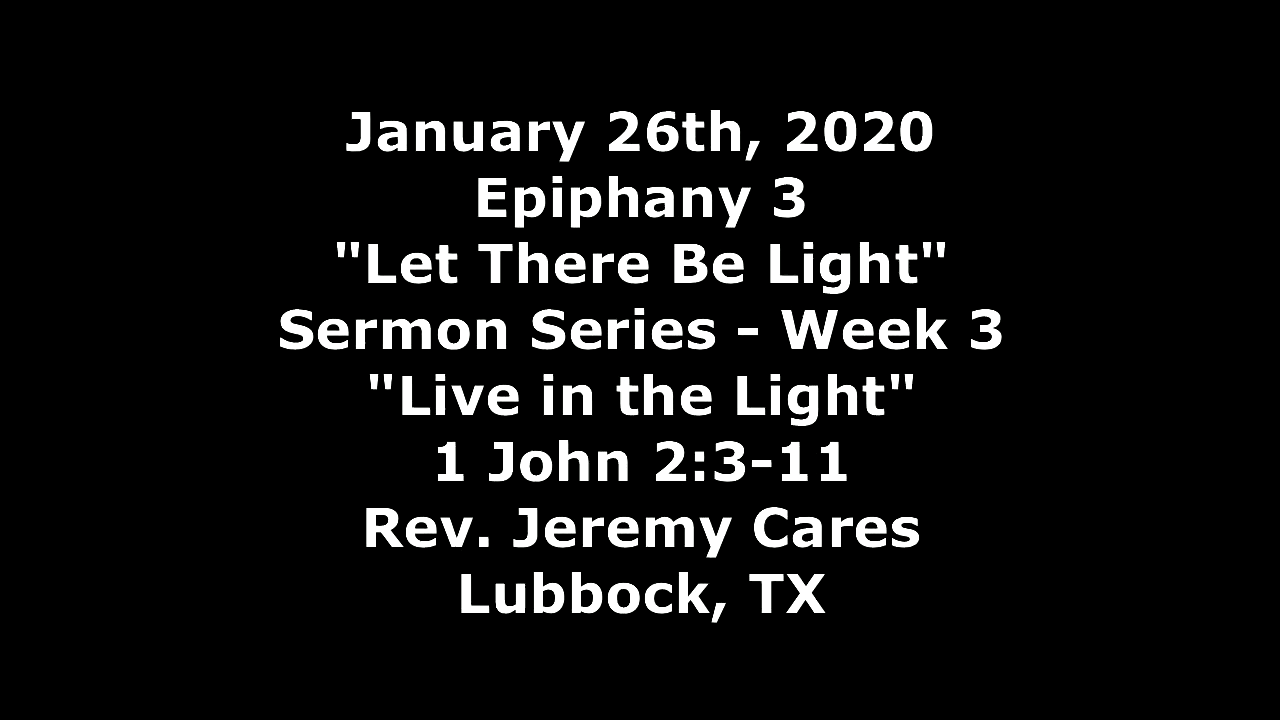 January 26th, 2020
Epiphany 3
"Let There Be Light"
Sermon Series - Week 3
"Live in the Light"
1 John 2:3-11
Rev. Jeremy Cares
Lubbock, TX